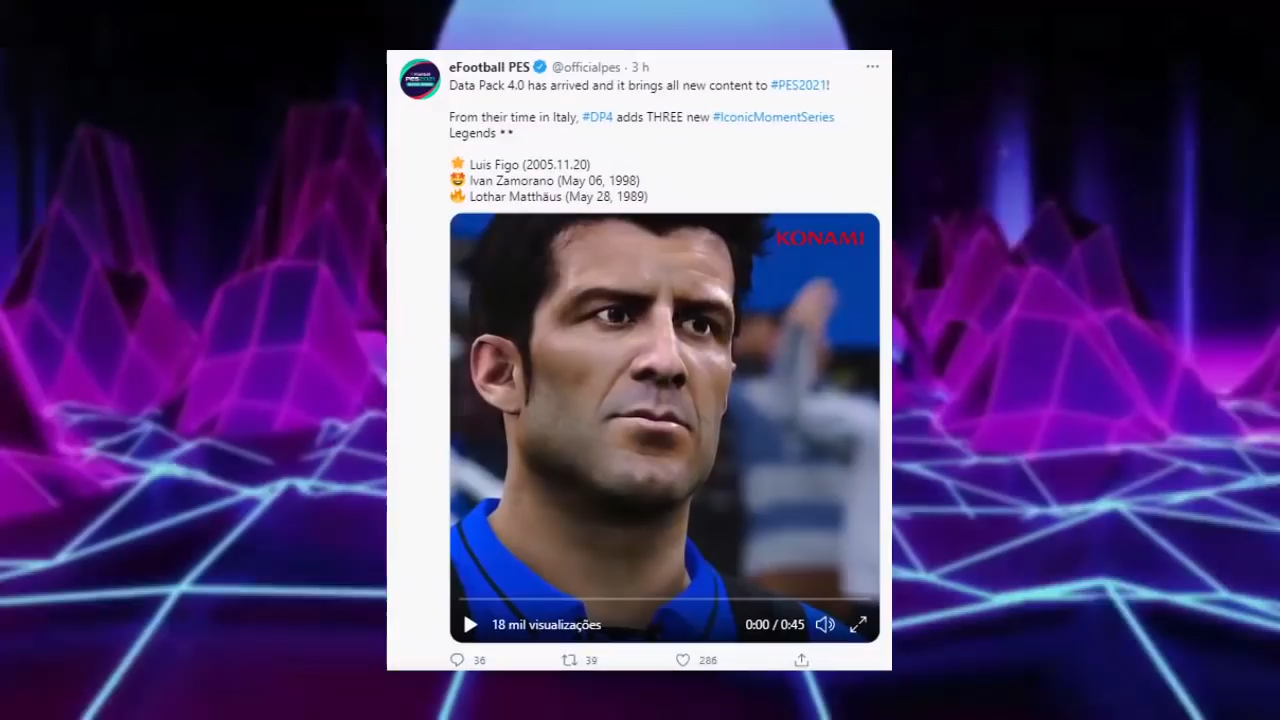 eFootball PES @officialpes · 3 h
Data Pack 4.0 has arrived and it brings all new content to #PES2021!
From their time in Italy, #DP4 adds THREE new #IconicMomentSeries
Legends **
Luis Figo (2005.11.20)
Ivan Zamorano (May 06, 1998)
Lothar Matthäus (May 28, 1989)
KONAMI
18 mil visualizações 0:00 / 0:45
36 39 286